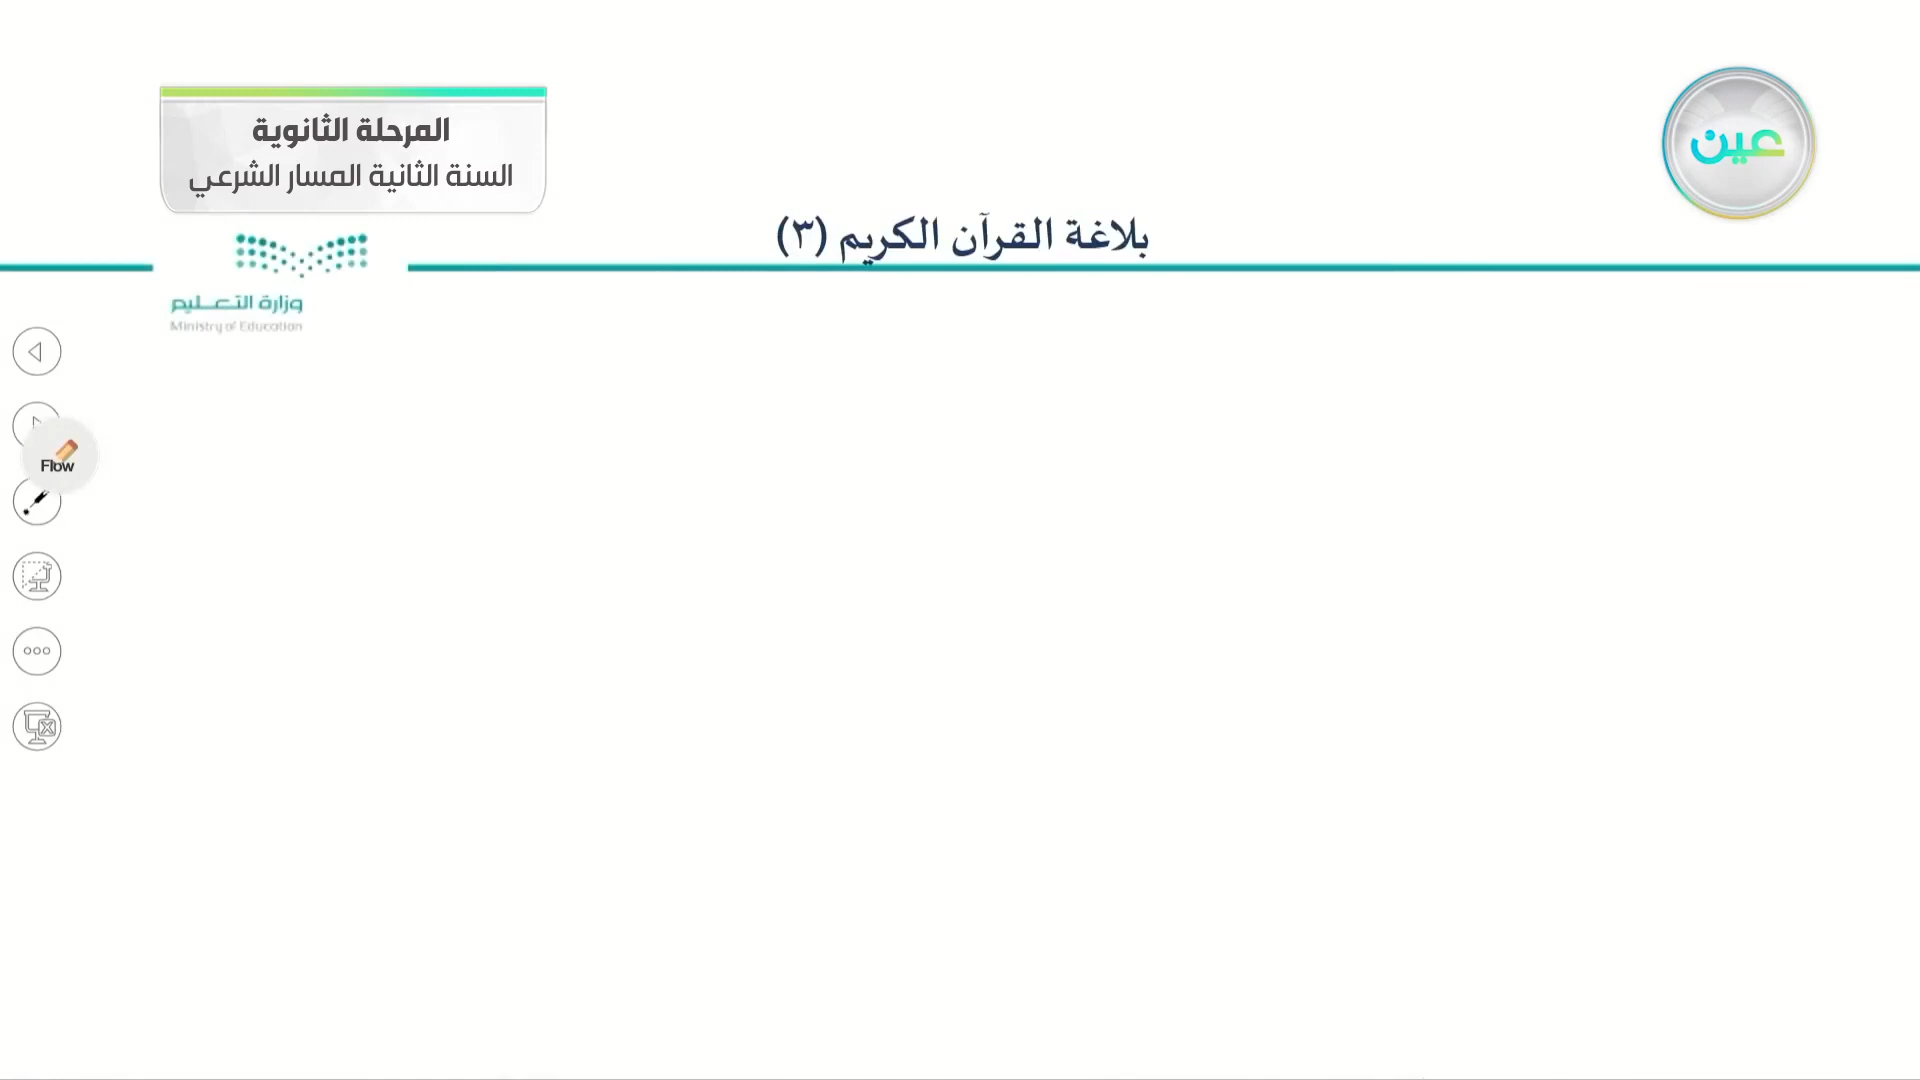 المرحلة الثانوية
السنة الثانية المسار الشرعي
عين
بلاغة القرآن الكريم (٣)
وزارة التعليم
Ministry of Education
Flow